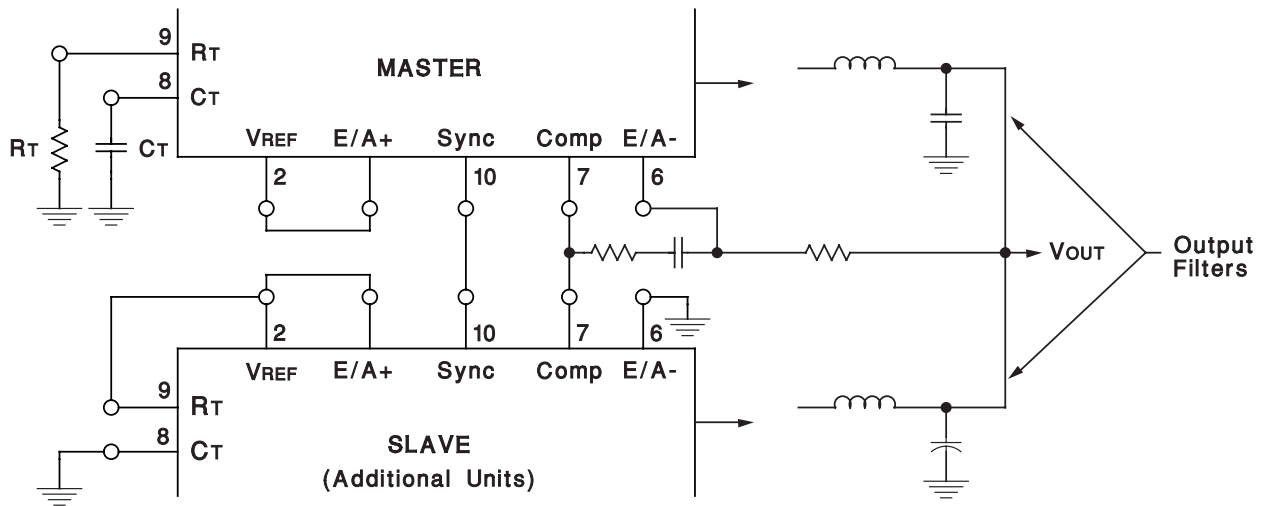 9 RT
MASTER
8 CT
RT CT
VREF E/A+ Sync Comp E/A-
2 10 7 6
VOUT
Output
Filters
2 10 7 6
VREF E/A+ Sync Comp E/A-
9 RT
8 CT
SLAVE
(Additional Units)